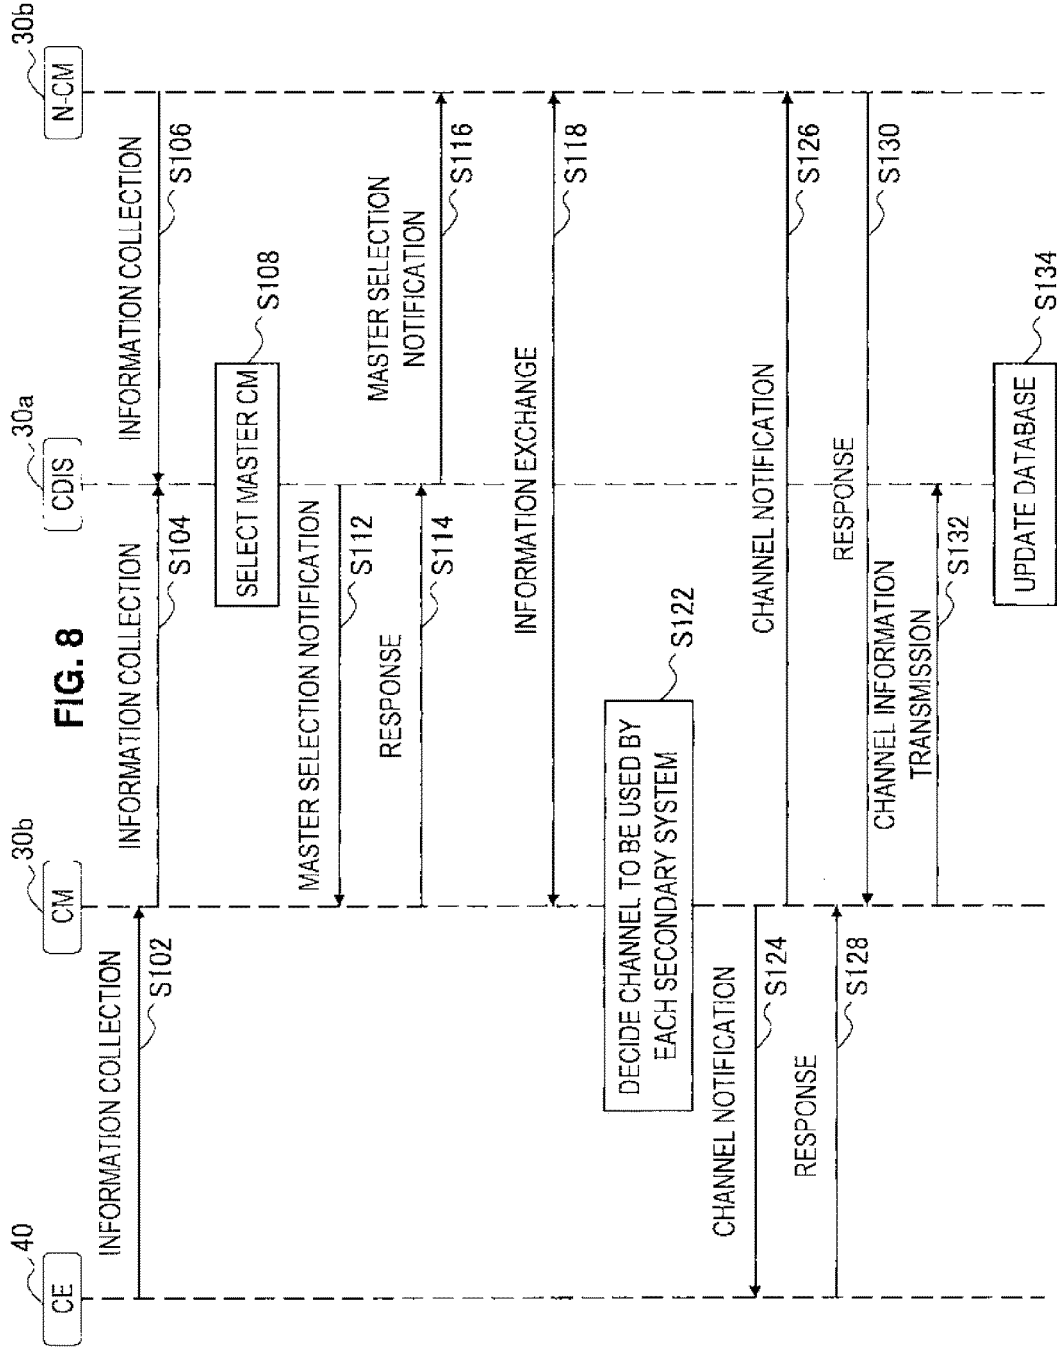 FIG. 8
40
CE
30b
CM
30a
CDIS
30b
N-CM
INFORMATION COLLECTION
S102
INFORMATION COLLECTION
S104
INFORMATION COLLECTION
S106
SELECT MASTER CM
S108
MASTER SELECTION NOTIFICATION
S112
RESPONSE
S114
MASTER SELECTION
NOTIFICATION
S116
INFORMATION EXCHANGE
S118
DECIDE CHANNEL TO BE USED BY
EACH SECONDARY SYSTEM
S122
CHANNEL NOTIFICATION
S124
CHANNEL NOTIFICATION
S126
RESPONSE
S128
RESPONSE
S130
CHANNEL INFORMATION
TRANSMISSION
S132
UPDATE DATABASE
S134